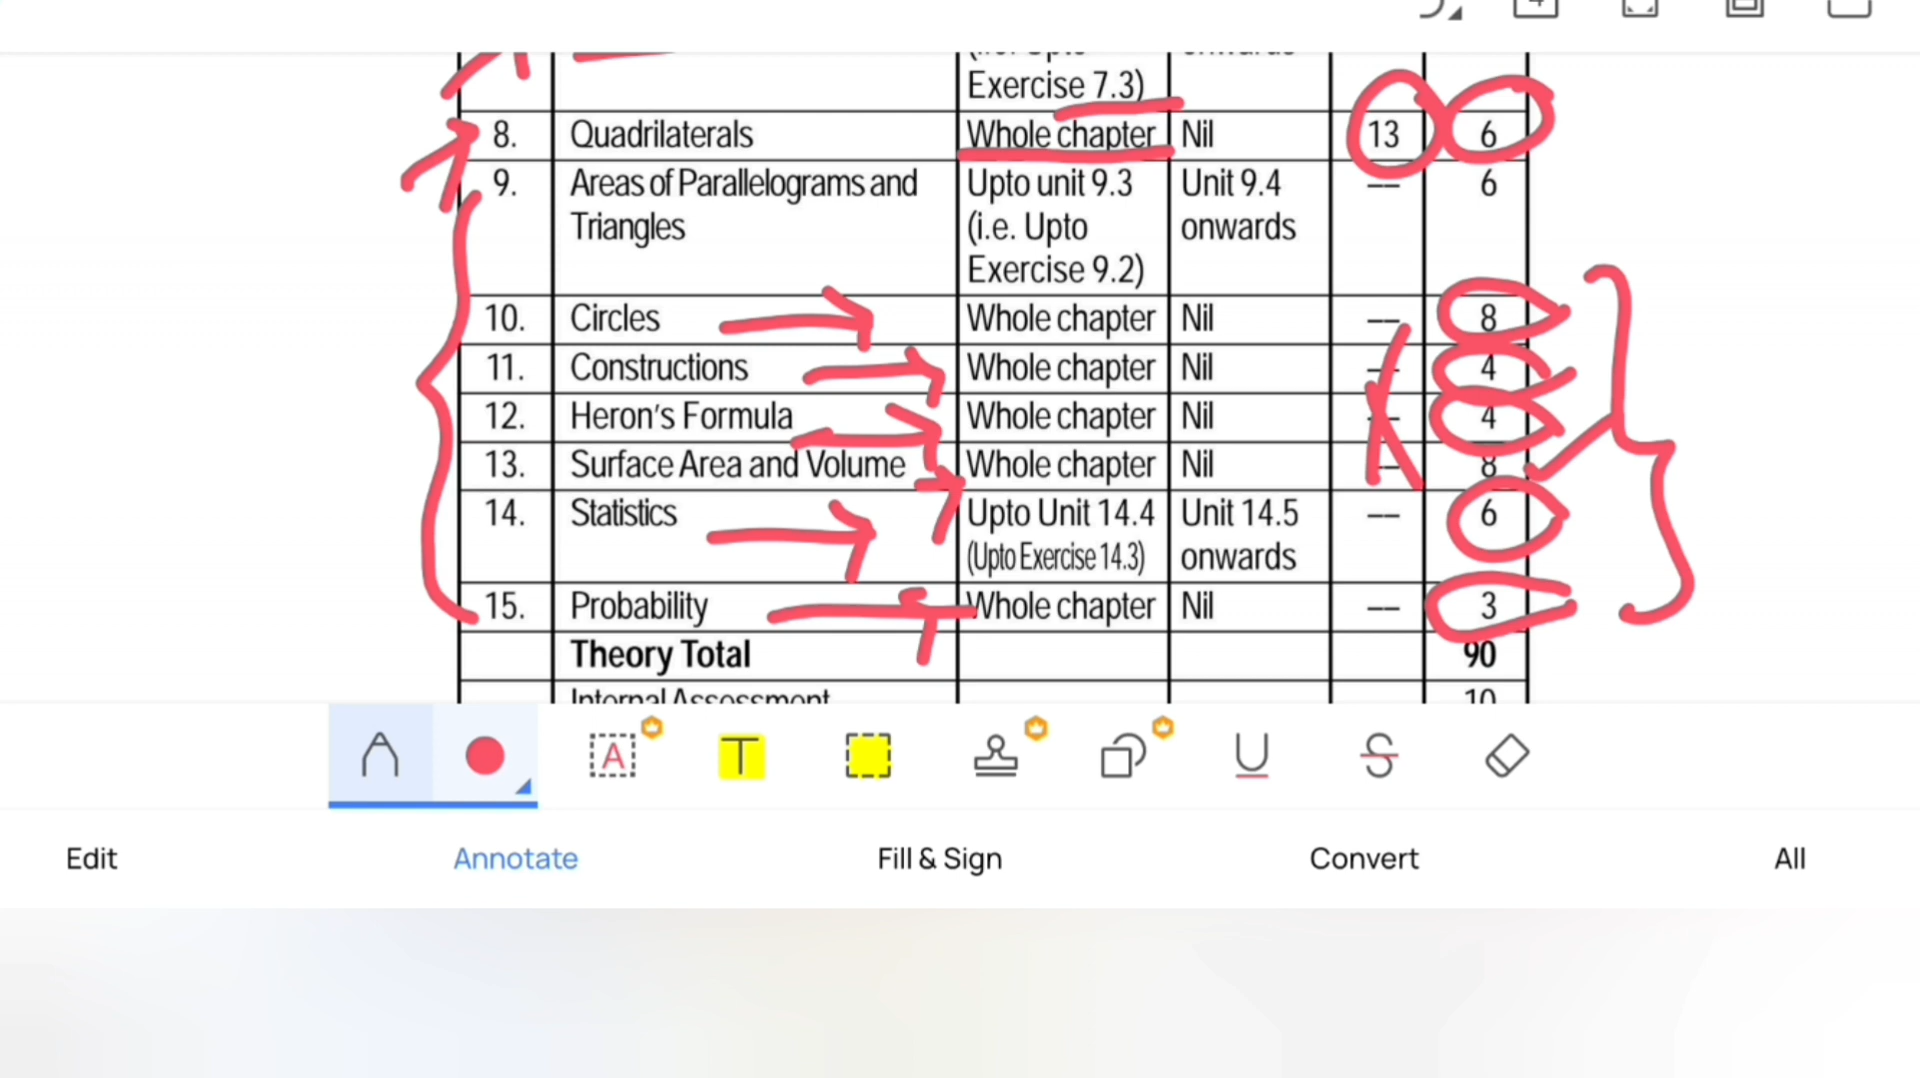 Exercise 7.3)
8. Quadrilaterals Whole chapter Nil 13 6
9. Areas of Parallelograms and Upto unit 9.3 Unit 9.4 — 6
Triangles (i.e. Upto onwards
Exercise 9.2)
10. Circles Whole chapter Nil — 8
11. Constructions Whole chapter Nil — 4
12. Heron's Formula Whole chapter Nil — 4
13. Surface Area and Volume Whole chapter Nil — 8
14. Statistics Upto Unit 14.4 Unit 14.5 — 6
(Upto Exercise 14.3) onwards
15. Probability Whole chapter Nil — 3
Theory Total 90
Internal Assessment 10
A T U S
Edit Annotate Fill & Sign Convert All